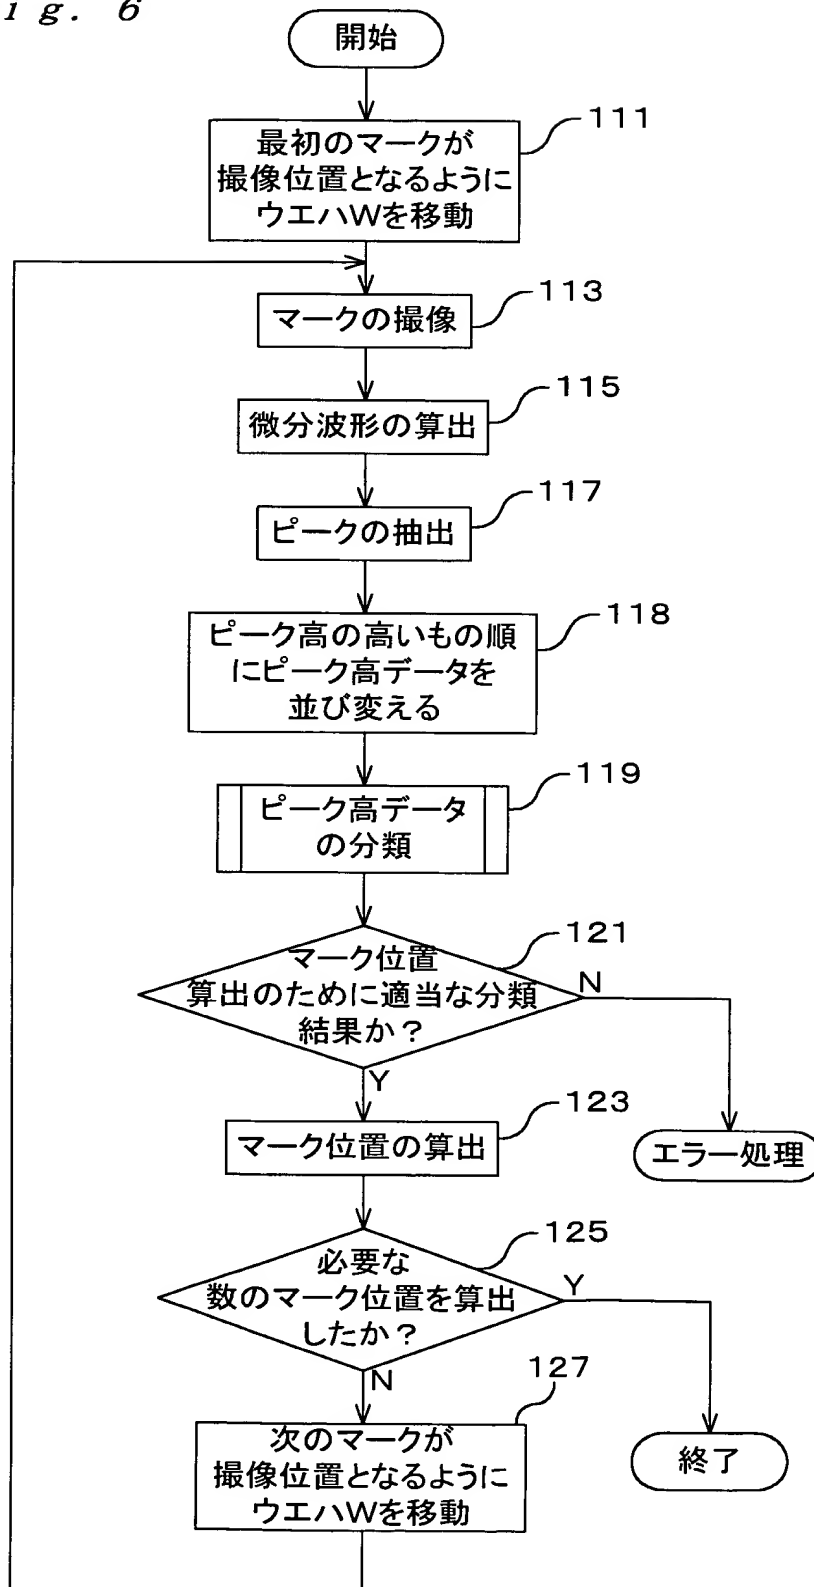 ig. 6
開始
111
最初のマークが
撮像位置となるように
ウエハWを移動
113
マークの撮像
115
微分波形の算出
117
ピークの抽出
118
ピーク高の高いもの順
にピーク高データを
並び変える
119
ピーク高データ
の分類
121
マーク位置
算出のために適当な分類
結果か？
N
Y
123
マーク位置の算出
エラー処理
125
必要な
数のマーク位置を算出
したか？
Y
N
127
次のマークが
撮像位置となるように
ウエハWを移動
終了